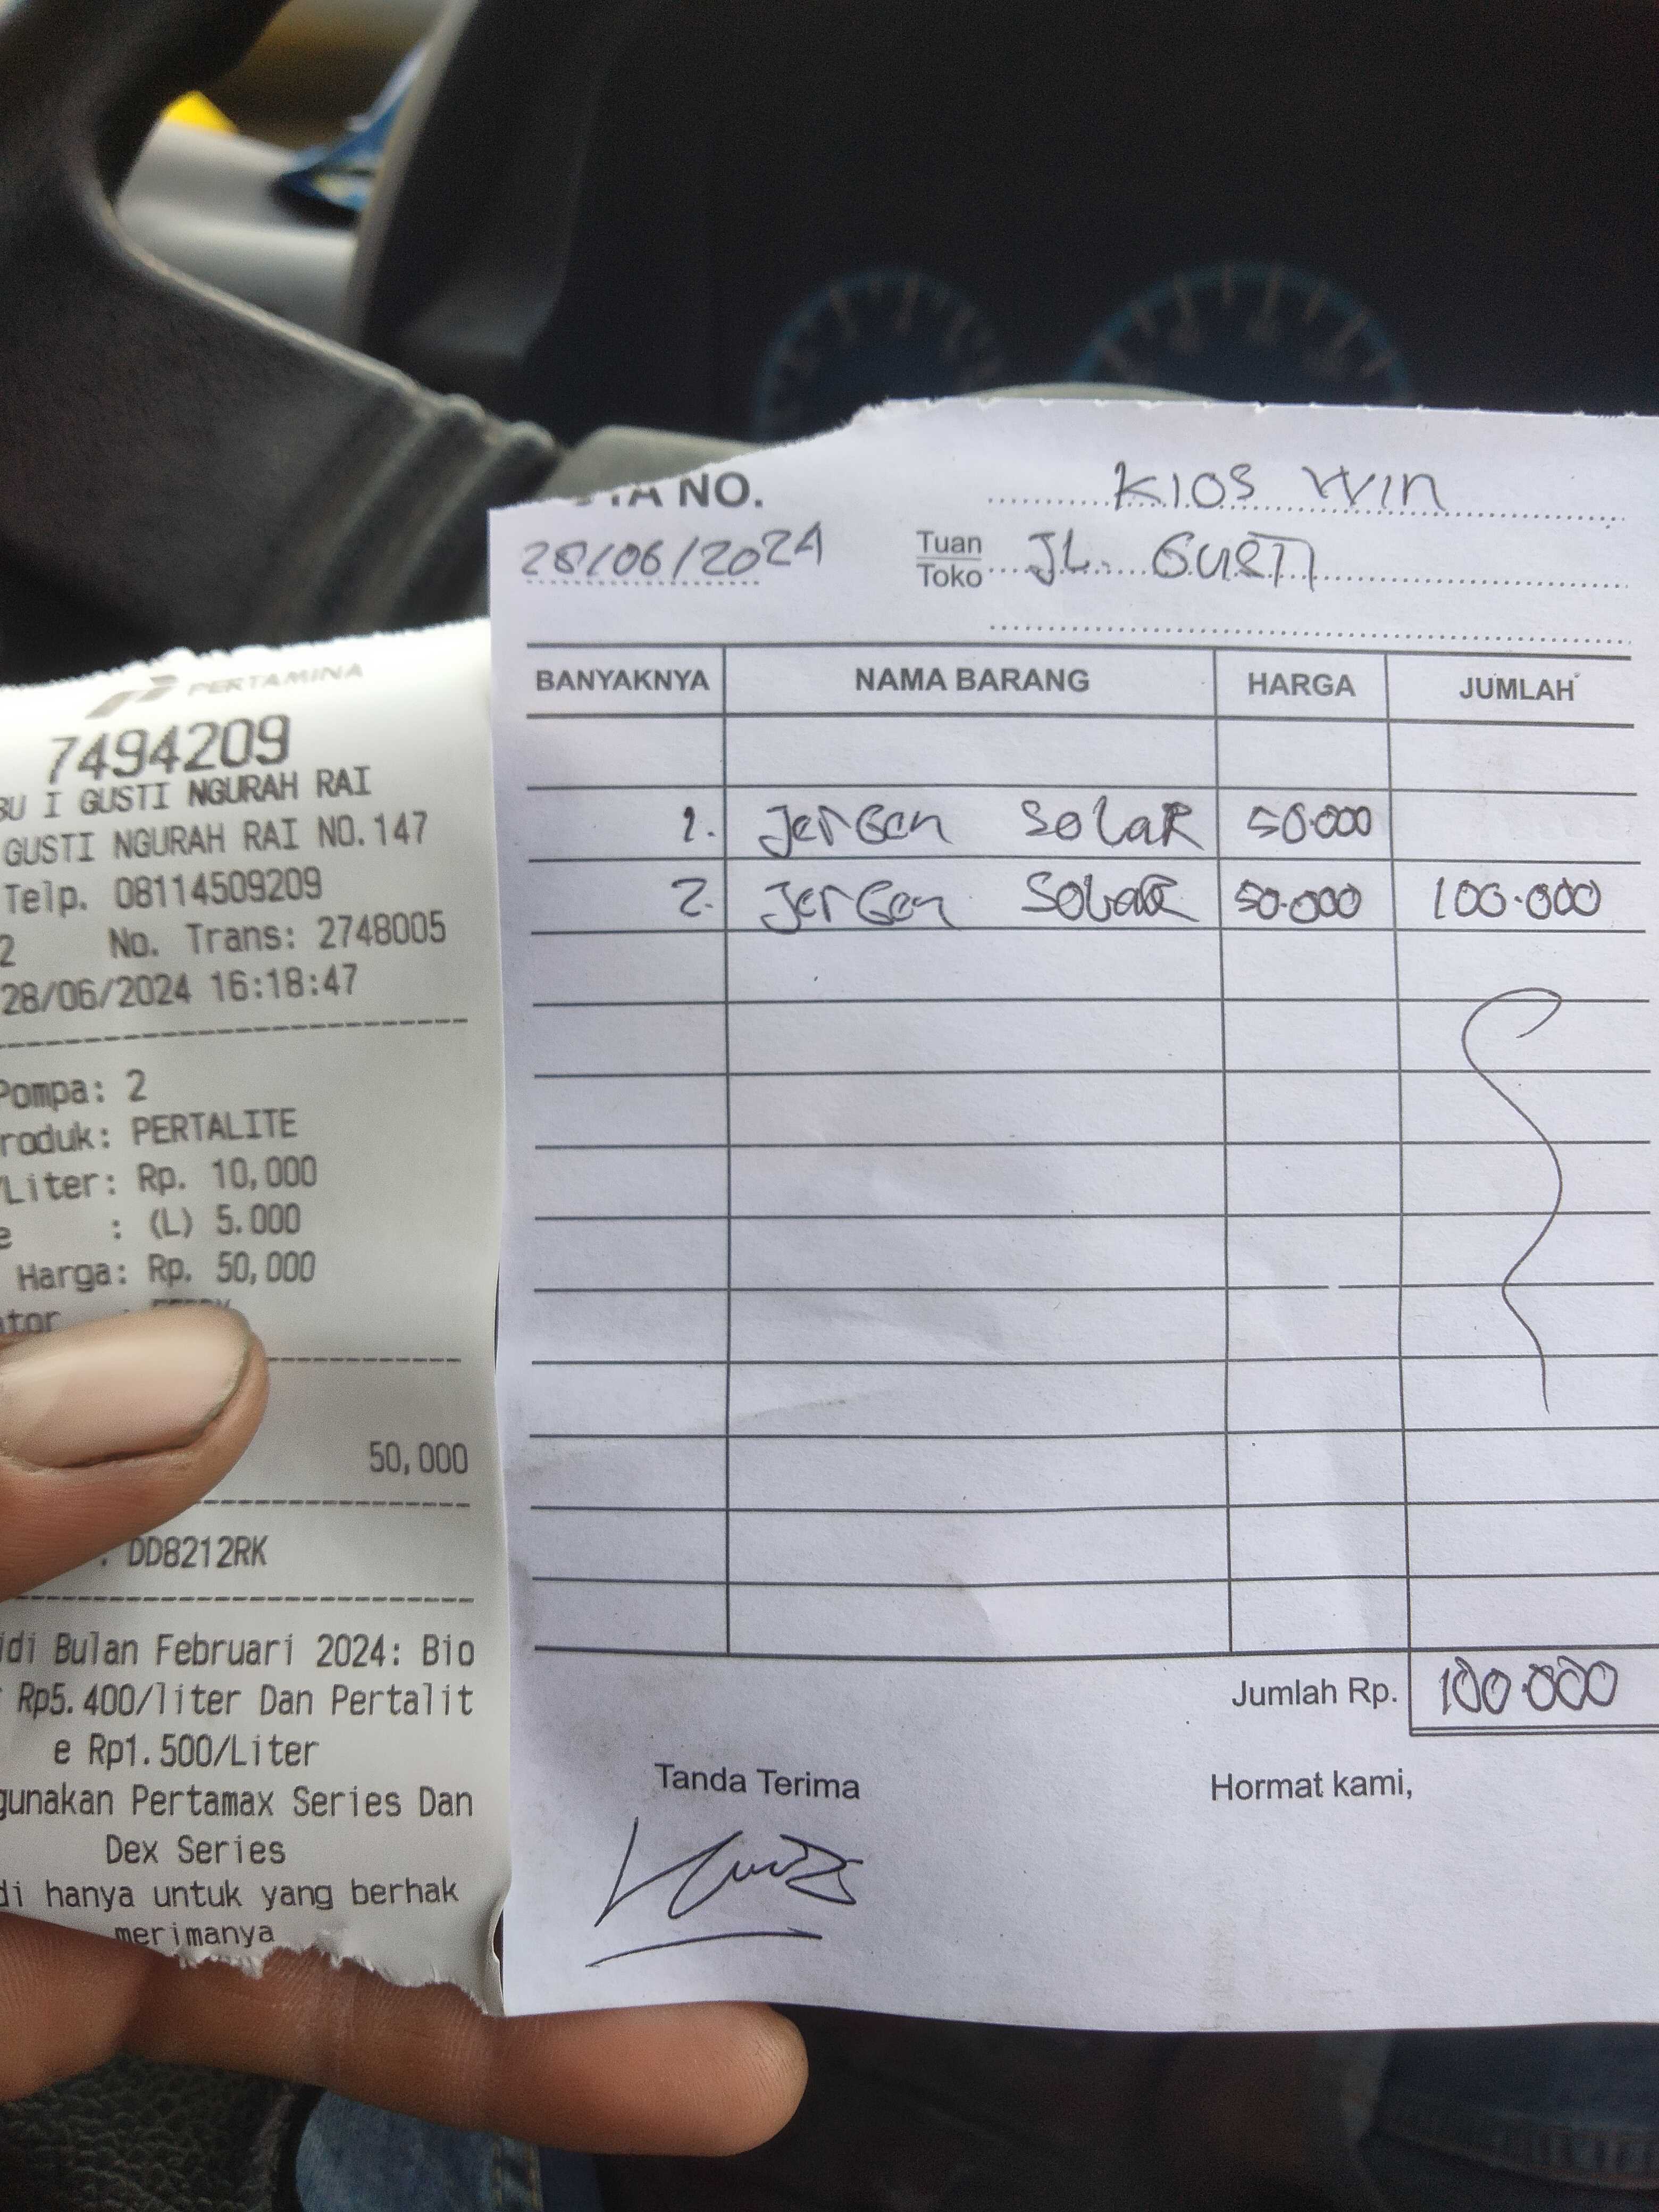 PERTAMINA
7494209
BU I GUSTI NGURAH RAI
GUSTI NGURAH RAI NO.147
Telp. 08114509209
2 No. Trans: 2748005
28/06/2024 16:18:47
Pompa: 2
roduk: PERTALITE
/Liter: Rp. 10,000
e : (L) 5.000
Harga: Rp. 50,000
ator :
50,000
. DD8212RK
idi Bulan Februari 2024: Bio
Rp5.400/liter Dan Pertalit
e Rp1.500/Liter
gunakan Pertamax Series Dan
Dex Series
di hanya untuk yang berhak
merimanya
TA NO.
28/06/2024
KIOS WIN
Tuan
Toko JL. GUSTI
BANYAKNYA NAMA BARANG HARGA JUMLAH
1. Jergen SolaR 50.000
2. Jergen SolaR 50.000 100.000
Jumlah Rp. 100.000
Tanda Terima Hormat kami,